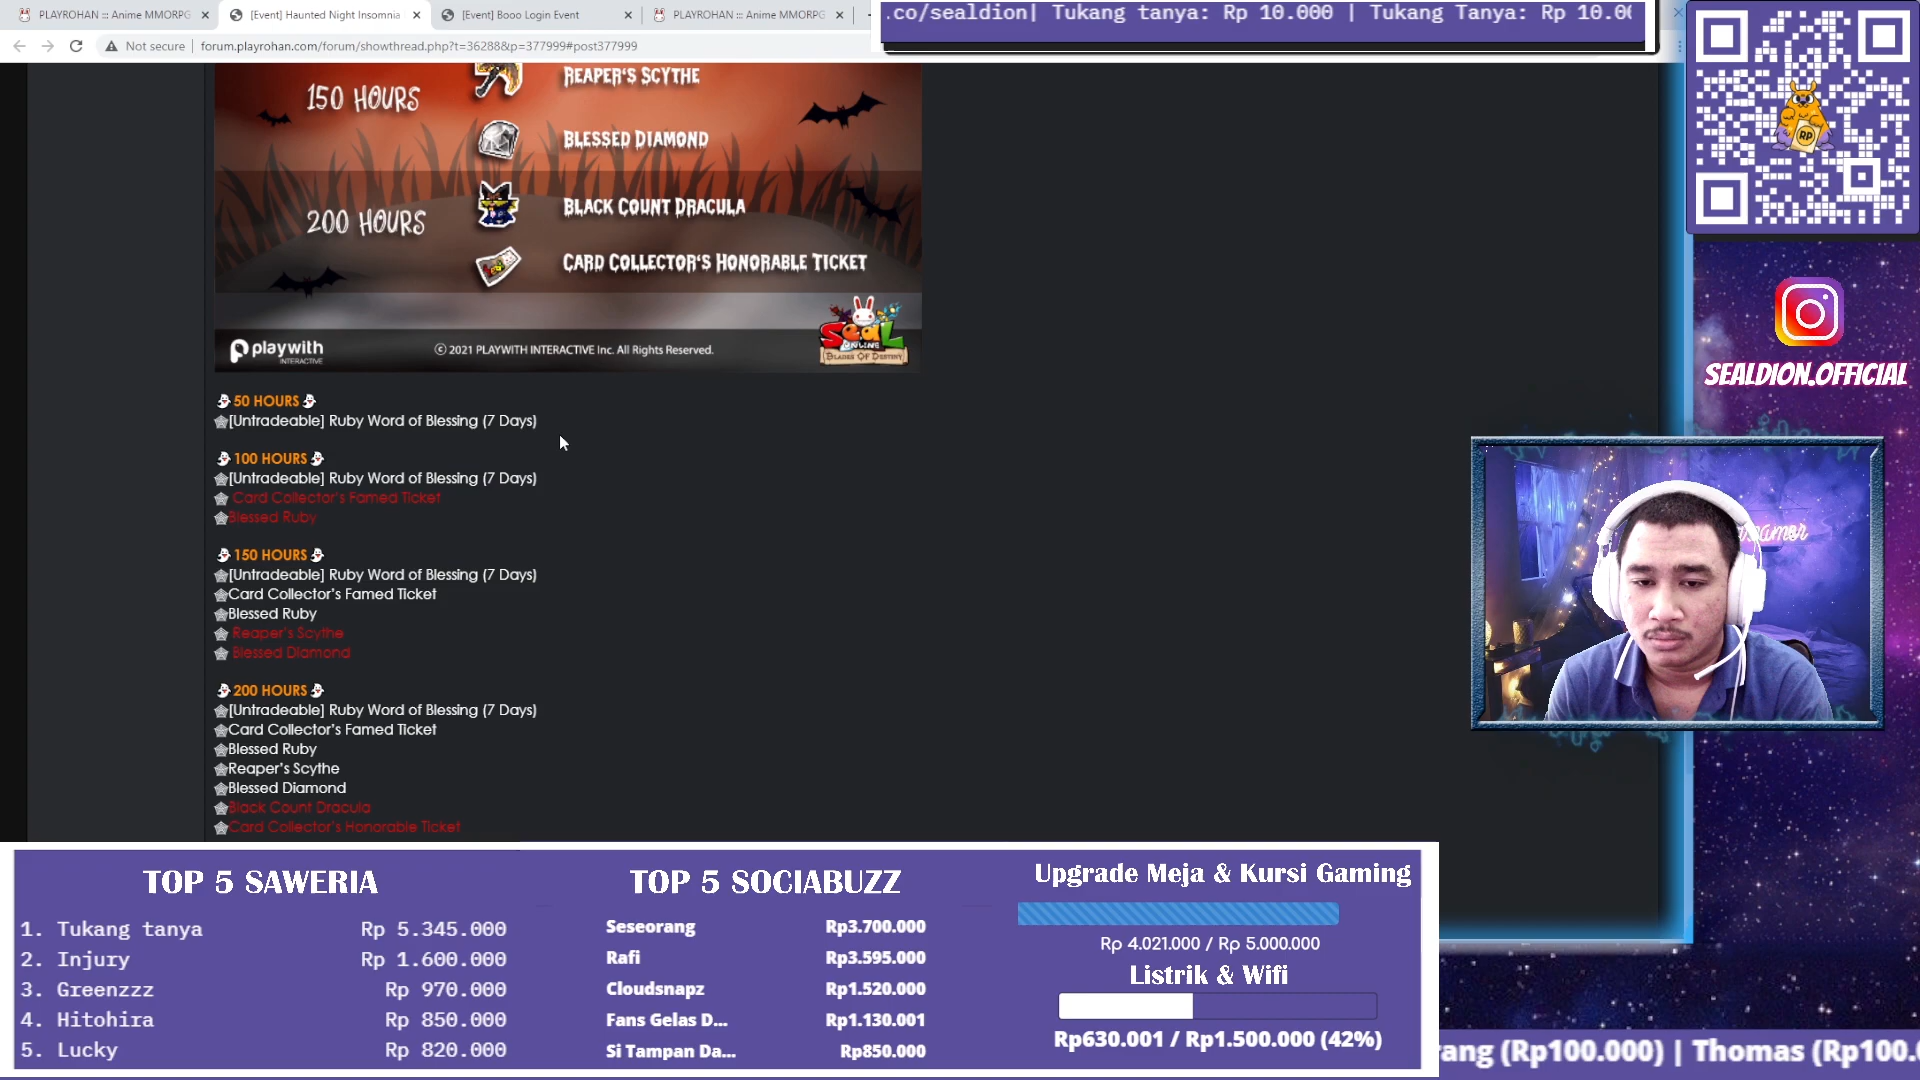 PLAYROHAN ::: Anime MMORPG
[Event] Haunted Night Insomnia
[Event] Booo Login Event
PLAYROHAN ::: Anime MMORPG
.co/sealdion| Tukang tanya: Rp 10.000 | Tukang Tanya: Rp 10.0
Not secure
forum.playrohan.com/forum/showthread.php?t=36288&p=377999#post377999
REAPER'S SCYTHE
150 HOURS
BLESSED DIAMOND
BLACK COUNT DRACULA
200 HOURS
CARD COLLECTOR'S HONORABLE TICKET
playwith
INTERACTIVE
© 2021 PLAYWITH INTERACTIVE Inc. All Rights Reserved.
SEAL
ONLINE
BLADES OF DESTINY
RP
SEALDION.OFFICIAL
50 HOURS
[Untradeable] Ruby Word of Blessing (7 Days)
100 HOURS
[Untradeable] Ruby Word of Blessing (7 Days)
Card Collector's Famed Ticket
Blessed Ruby
150 HOURS
[Untradeable] Ruby Word of Blessing (7 Days)
Card Collector's Famed Ticket
Blessed Ruby
Reaper's Scythe
Blessed Diamond
200 HOURS
[Untradeable] Ruby Word of Blessing (7 Days)
Card Collector's Famed Ticket
Blessed Ruby
Reaper's Scythe
Blessed Diamond
Black Count Dracula
Card Collector's Honorable Ticket
TOP 5 SAWERIA
1. Tukang tanya Rp 5.345.000
2. Injury Rp 1.600.000
3. Greenzzz Rp 970.000
4. Hitohira Rp 850.000
5. Lucky Rp 820.000
TOP 5 SOCIABUZZ
Seseorang Rp3.700.000
Rafi Rp3.595.000
Cloudsnapz Rp1.520.000
Fans Gelas D... Rp1.130.001
Si Tampan Da... Rp850.000
Upgrade Meja & Kursi Gaming
Rp 4.021.000 / Rp 5.000.000
Listrik & Wifi
Rp630.001 / Rp1.500.000 (42%)
ang (Rp100.000) | Thomas (Rp100.